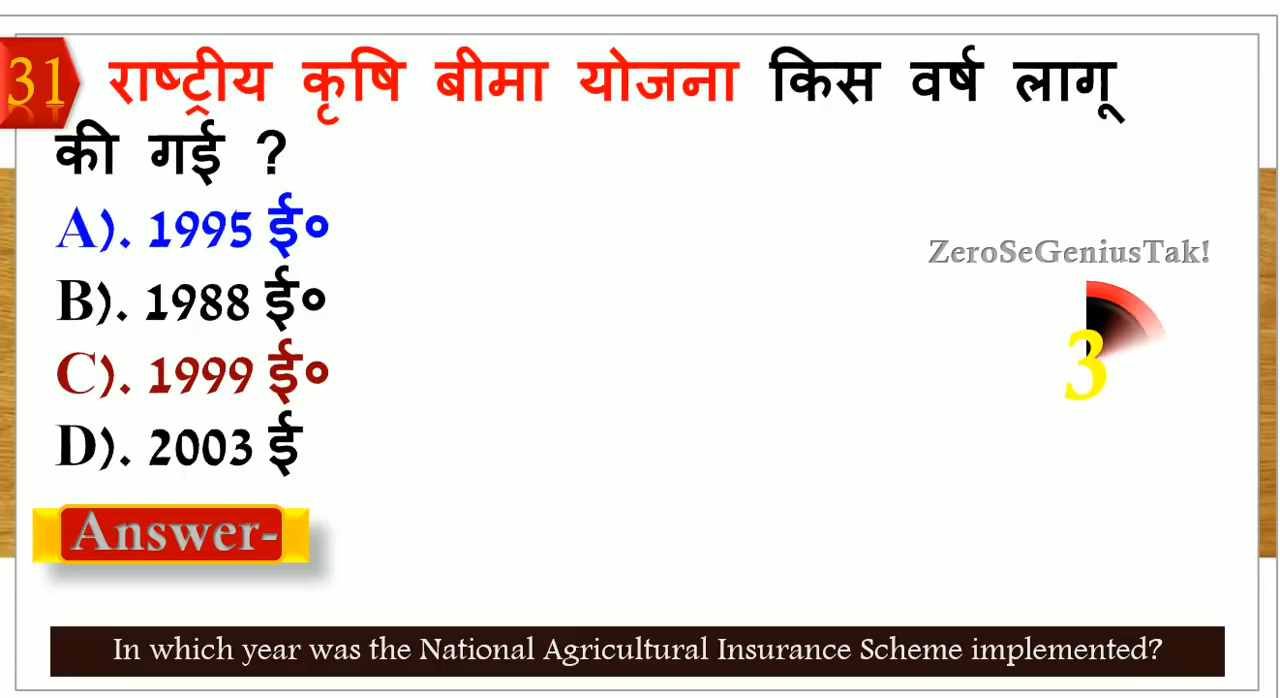 31 राष्ट्रीय कृषि बीमा योजना किस वर्ष लागू
की गई ?
A). 1995 ई०
B). 1988 ई०
C). 1999 ई०
D). 2003 ई
ZeroSeGeniusTak!
3
Answer-
In which year was the National Agricultural Insurance Scheme implemented?